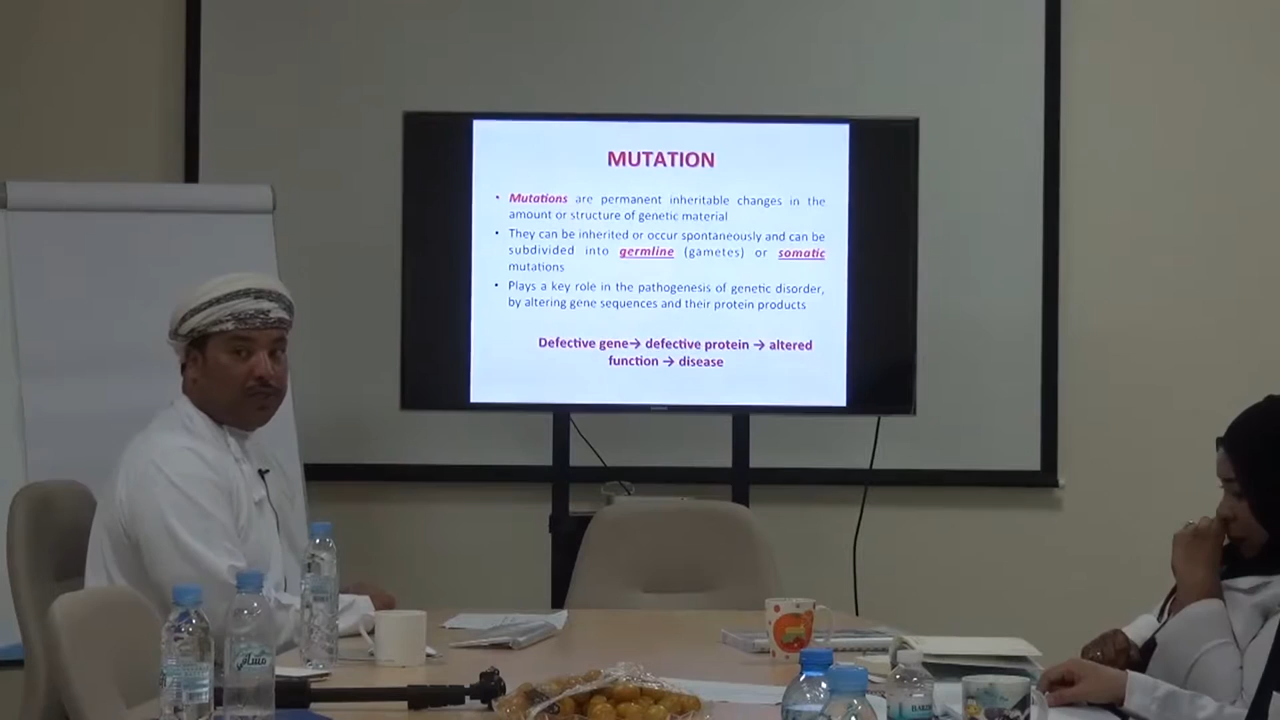 MUTATION
• Mutations are permanent inheritable changes in the
amount or structure of genetic material
• They can be inherited or occur spontaneously and can be
subdivided into germline (gametes) or somatic
mutations
• Plays a key role in the pathogenesis of genetic disorder,
by altering gene sequences and their protein products
Defective gene→ defective protein → altered
function → disease